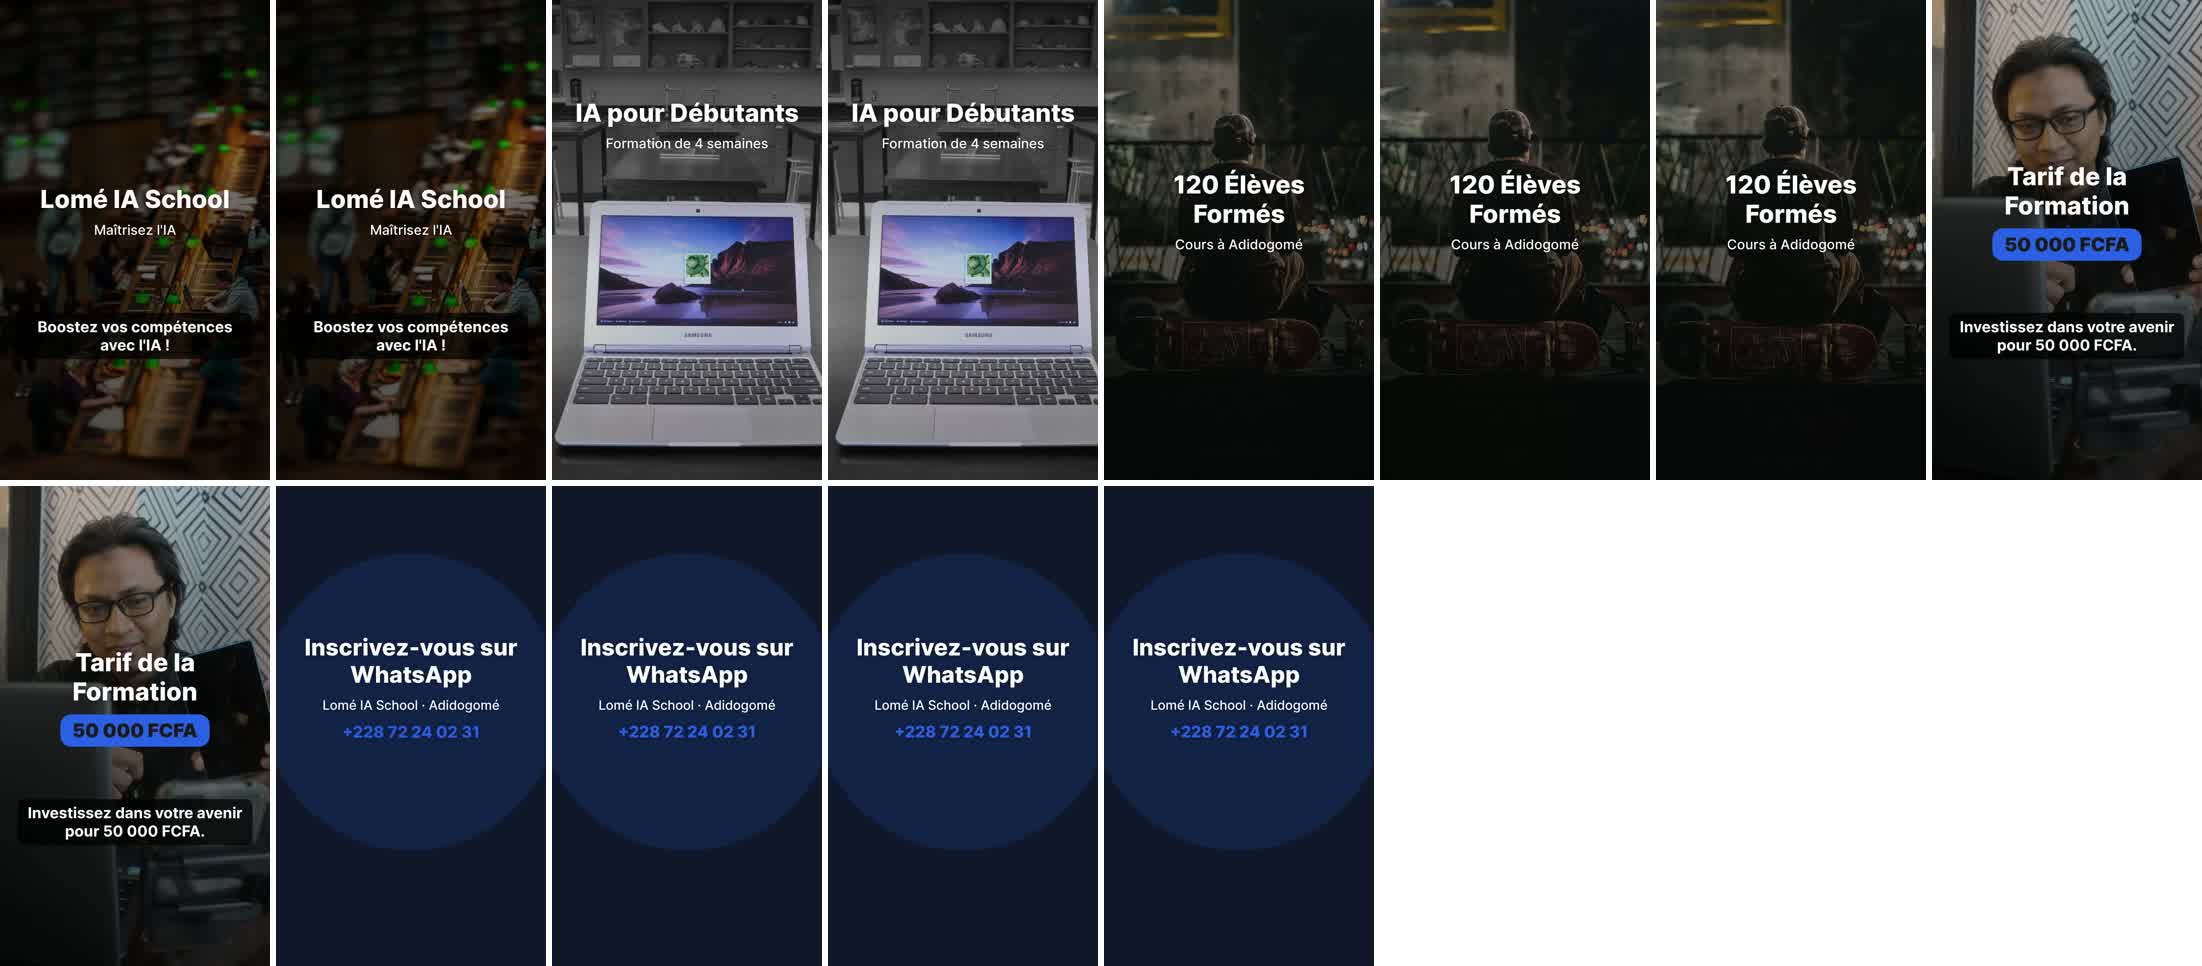 Lomé IA School
Maîtrisez l'IA
Boostez vos compétences
avec l'IA !
Lomé IA School
Maîtrisez l'IA
Boostez vos compétences
avec l'IA !
IA pour Débutants
Formation de 4 semaines
SAMSUNG
IA pour Débutants
Formation de 4 semaines
SAMSUNG
120 Élèves
Formés
Cours à Adidogomé
120 Élèves
Formés
Cours à Adidogomé
120 Élèves
Formés
Cours à Adidogomé
Tarif de la
Formation
50 000 FCFA
Investissez dans votre avenir
pour 50 000 FCFA.
Tarif de la
Formation
50 000 FCFA
Investissez dans votre avenir
pour 50 000 FCFA.
Inscrivez-vous sur
WhatsApp
Lomé IA School · Adidogomé
+228 72 24 02 31
Inscrivez-vous sur
WhatsApp
Lomé IA School · Adidogomé
+228 72 24 02 31
Inscrivez-vous sur
WhatsApp
Lomé IA School · Adidogomé
+228 72 24 02 31
Inscrivez-vous sur
WhatsApp
Lomé IA School · Adidogomé
+228 72 24 02 31